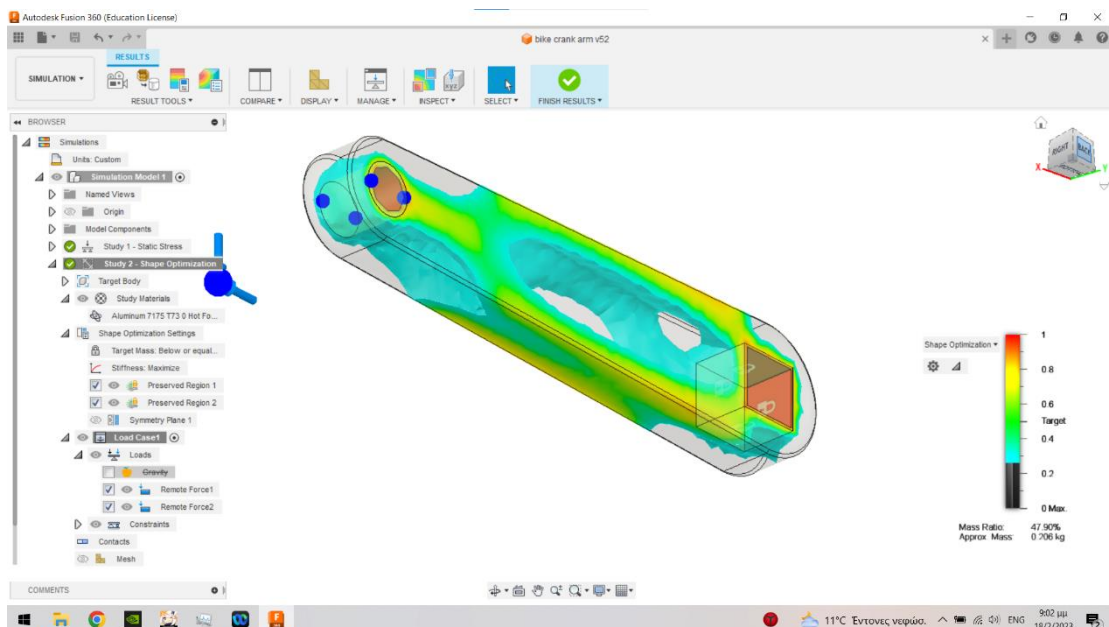 Autodesk Fusion 360 (Education License)
bike crank arm v52
RESULTS
SIMULATION
RESULT TOOLS
COMPARE
DISPLAY
MANAGE
INSPECT
SELECT
FINISH RESULTS
BROWSER
Simulations
Units: Custom
Simulation Model 1
Named Views
Origin
Model Components
Study 1 - Static Stress
Study 2 - Shape Optimization
Target Body
Study Materials
Aluminum 7175 T73 0 Hot Fo...
Shape Optimization Settings
Target Mass: Below or equal...
Stiffness: Maximize
Preserved Region 1
Preserved Region 2
Symmetry Plane 1
Load Case1
Loads
Gravity
Remote Force1
Remote Force2
Constraints
Contacts
Mesh
COMMENTS
RIGHT
BACK
X
Y
Shape Optimization
1
0.8
0.6
Target
0.4
0.2
0 Max.
Mass Ratio: 47.90%
Approx Mass: 0.206 kg
11°C Έντονες νεφώσ.
ENG
9:02 μμ
18/2/2023